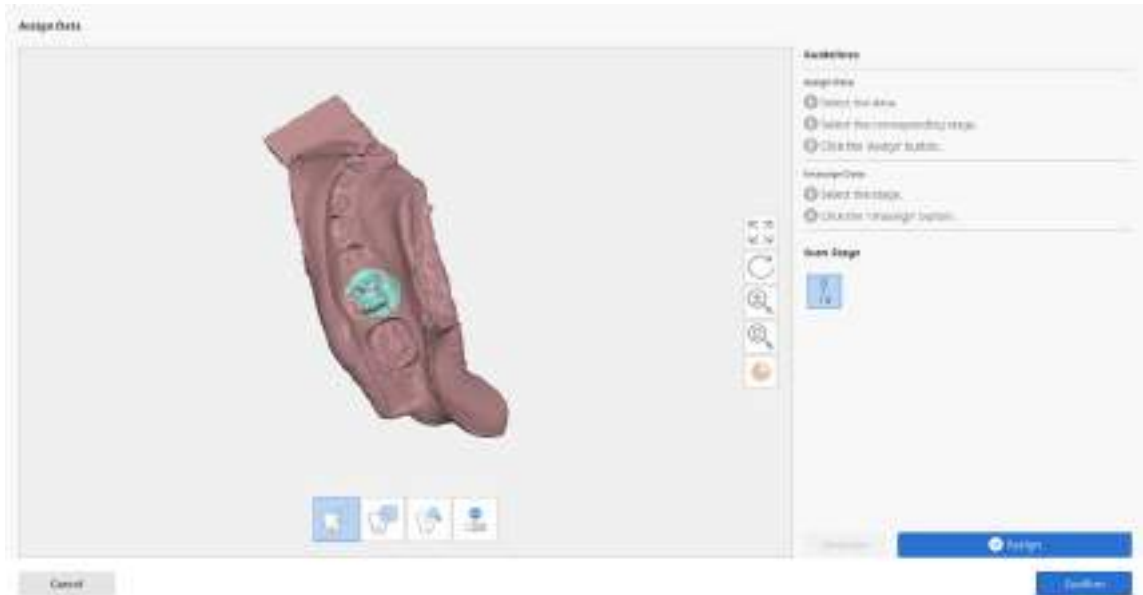 Assign Data
Guidelines
Assign Data
Select the data.
Select the corresponding stage.
Click the 'Assign' button.
Unassign Data
Select the stage.
Click the 'Unassign' button.
Scan Stage
Assign
Cancel
Confirm